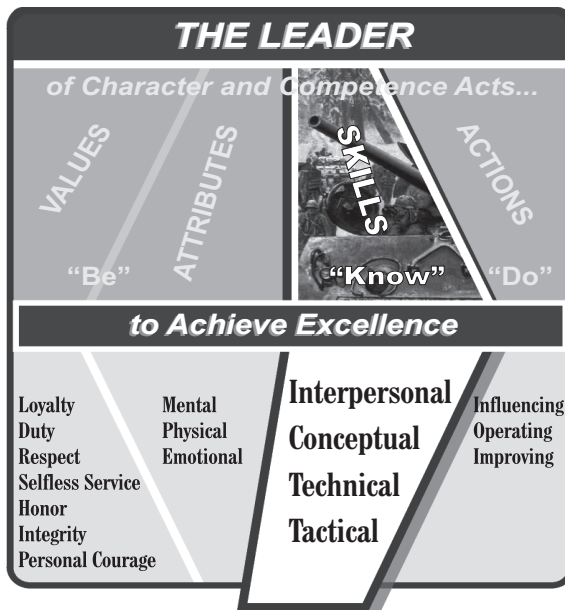 THE LEADER
of Character and Competence Acts...
VALUES
ATTRIBUTES
SKILLS
ACTIONS
“Be”
“Know”
“Do”
to Achieve Excellence
Loyalty
Duty
Respect
Selfless Service
Honor
Integrity
Personal Courage
Mental
Physical
Emotional
Interpersonal
Conceptual
Technical
Tactical
Influencing
Operating
Improving